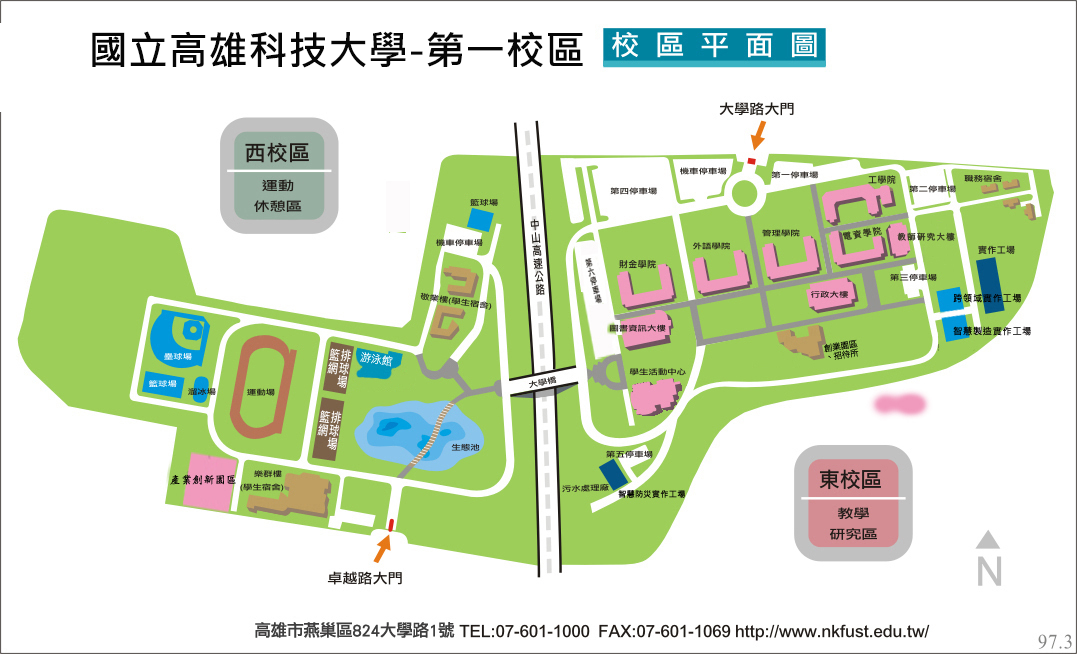 國立高雄科技大學-第一校區 校區平面圖
大學路大門
西校區
運動
休憩區
籃球場
機車停車場
敬業樓(學生宿舍)
中山高速公路
第四停車場
機車停車場
第一停車場
工學院
第二停車場
職務宿舍
第六停車場
財金學院
外語學院
管理學院
電資學院
教師研究大樓
實作工場
第三停車場
跨領域實作工場
行政大樓
智慧製造實作工場
圖書資訊大樓
創業園區
、招待所
壘球場
籃球場
溜冰場
運動場
排球場
籃網
游泳館
排球場
籃網
大學橋
學生活動中心
生態池
第五停車場
污水處理廠
智慧防災實作工場
產業創新園區
樂群樓
(學生宿舍)
東校區
教學
研究區
卓越路大門
N
高雄市燕巢區824大學路1號 TEL:07-601-1000 FAX:07-601-1069 http://www.nkfust.edu.tw/
97.3